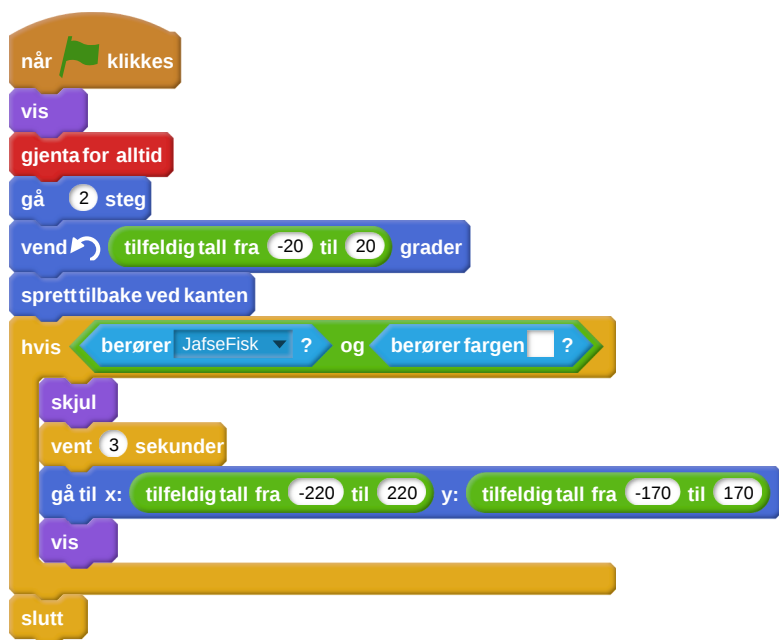 når klikkes
vis
gjenta for alltid
gå 2 steg
vend tilfeldig tall fra -20 til 20 grader
sprett tilbake ved kanten
hvis berører JafseFisk ? og berører fargen ?
skjul
vent 3 sekunder
gå til x: tilfeldig tall fra -220 til 220 y: tilfeldig tall fra -170 til 170
vis
slutt